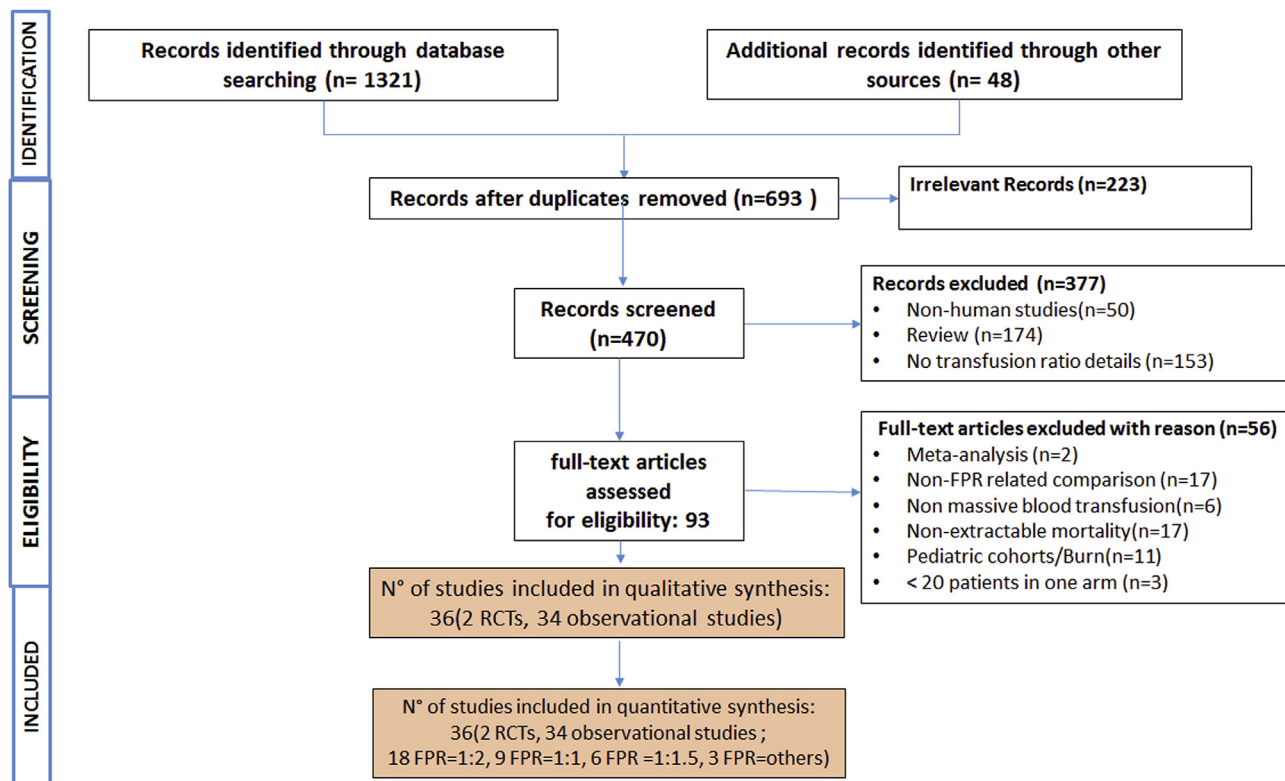 IDENTIFICATION
Records identified through database
searching (n= 1321)
Additional records identified through other
sources (n= 48)
SCREENING
Records after duplicates removed (n=693 )
Irrelevant Records (n=223)
Records screened
(n=470)
Records excluded (n=377)
• Non-human studies(n=50)
• Review (n=174)
• No transfusion ratio details (n=153)
ELIGIBILITY
full-text articles
assessed
for eligibility: 93
Full-text articles excluded with reason (n=56)
• Meta-analysis (n=2)
• Non-FPR related comparison (n=17)
• Non massive blood transfusion(n=6)
• Non-extractable mortality(n=17)
• Pediatric cohorts/Burn(n=11)
• < 20 patients in one arm (n=3)
INCLUDED
N° of studies included in qualitative synthesis:
36(2 RCTs, 34 observational studies)
N° of studies included in quantitative synthesis:
36(2 RCTs, 34 observational studies ;
18 FPR=1:2, 9 FPR=1:1, 6 FPR =1:1.5, 3 FPR=others)